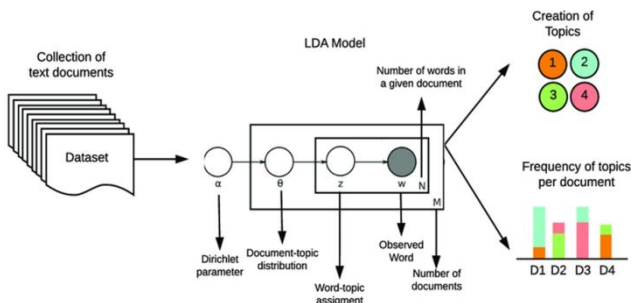 Creation of
Topics
1
2
3
4
LDA Model
Collection of
text documents
Dataset
Number of words in
a given document
α
θ
z
w
N
M
Dirichlet
parameter
Document-topic
distribution
Word-topic
assigment
Observed
Word
Number of
documents
Frequency of topics
per document
D1 D2 D3 D4